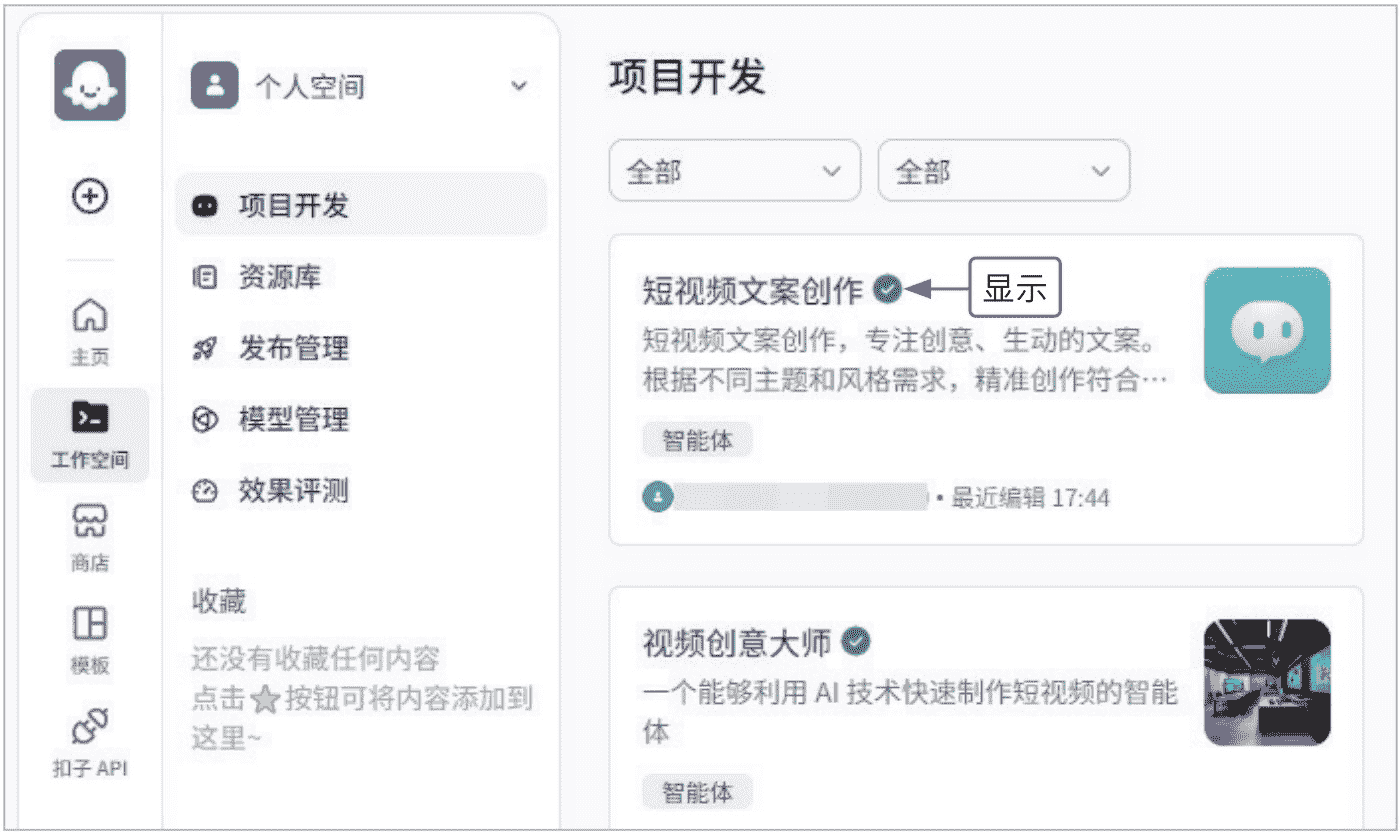 个人空间
项目开发
资源库
发布管理
模型管理
效果评测
收藏
还没有收藏任何内容
点击★按钮可将内容添加到
这里~
主页
工作空间
商店
模板
扣子 API
项目开发
全部
全部
短视频文案创作
显示
短视频文案创作，专注创意、生动的文案。
根据不同主题和风格需求，精准创作符合…
智能体
• 最近编辑 17:44
视频创意大师
一个能够利用 AI 技术快速制作短视频的智能
体
智能体